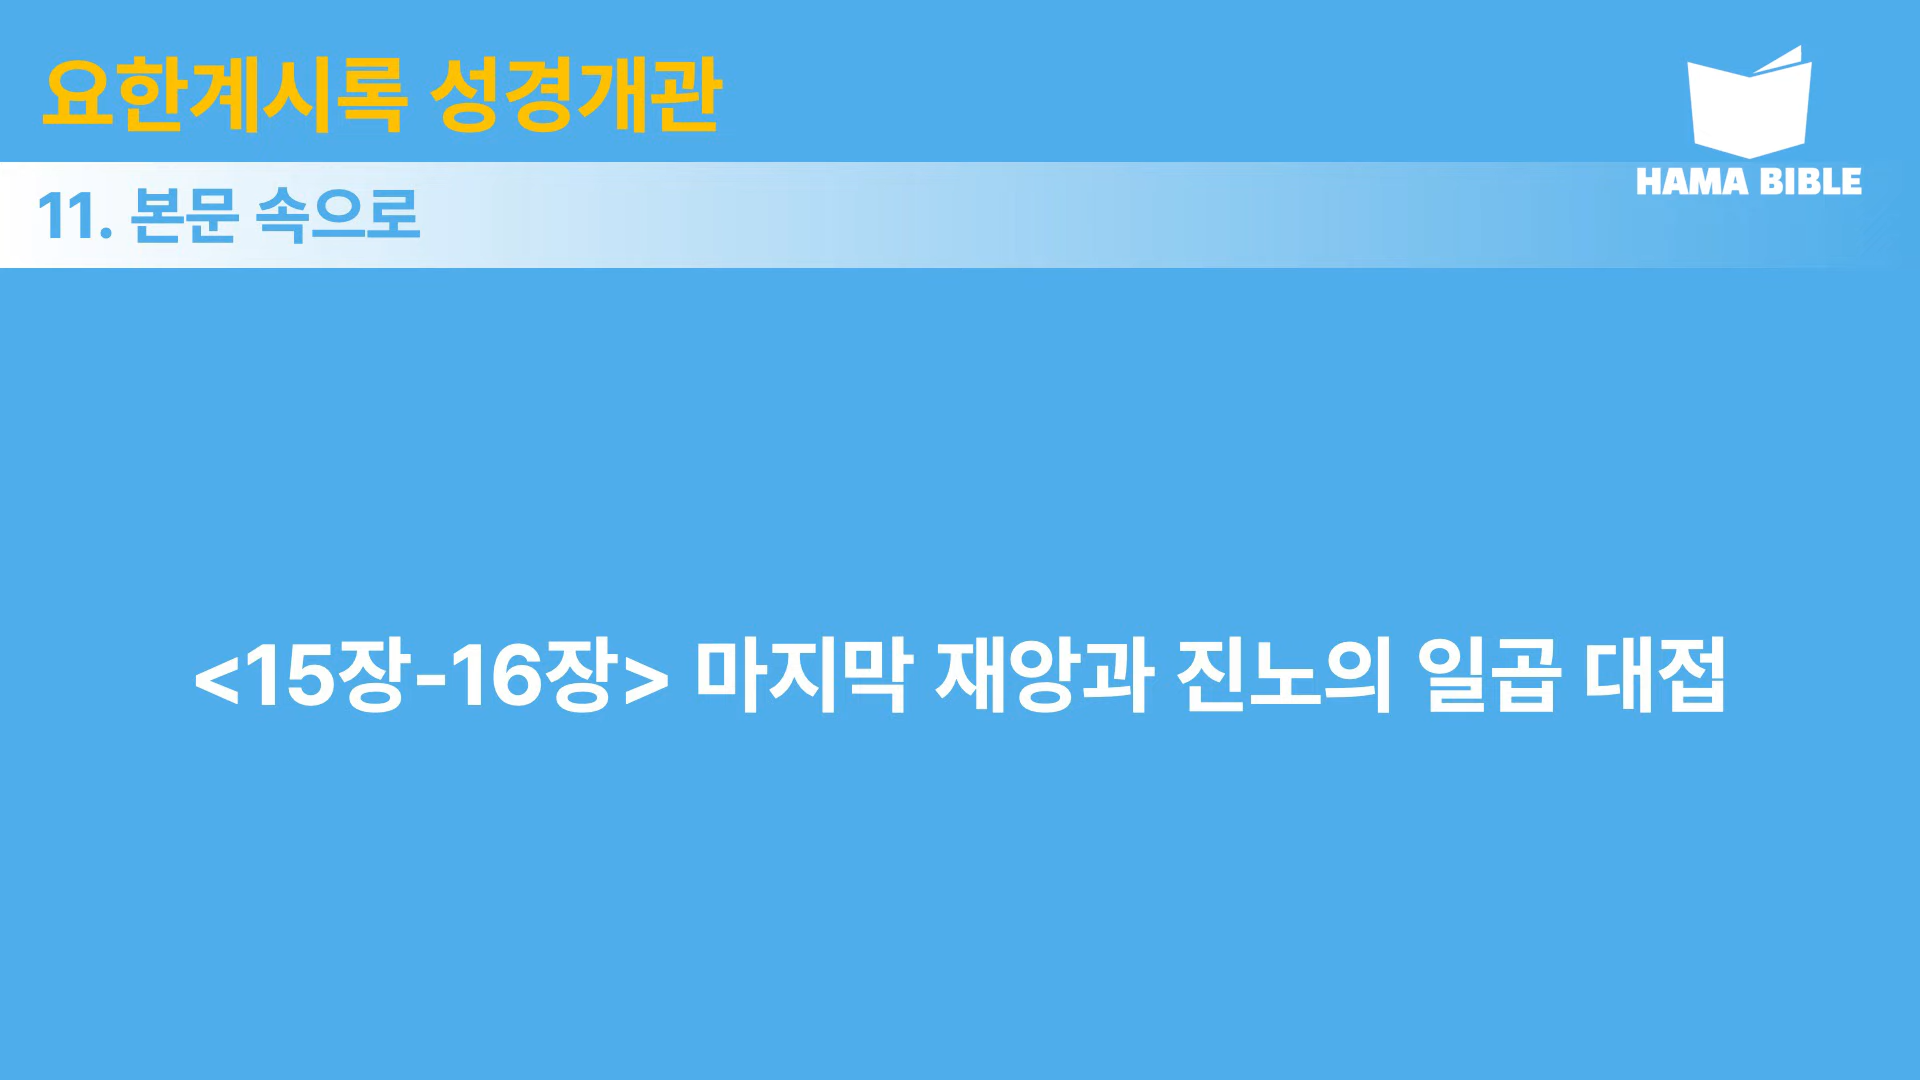 요한계시록 성경개관
HAMA BIBLE
11. 본문 속으로
<15장-16장> 마지막 재앙과 진노의 일곱 대접